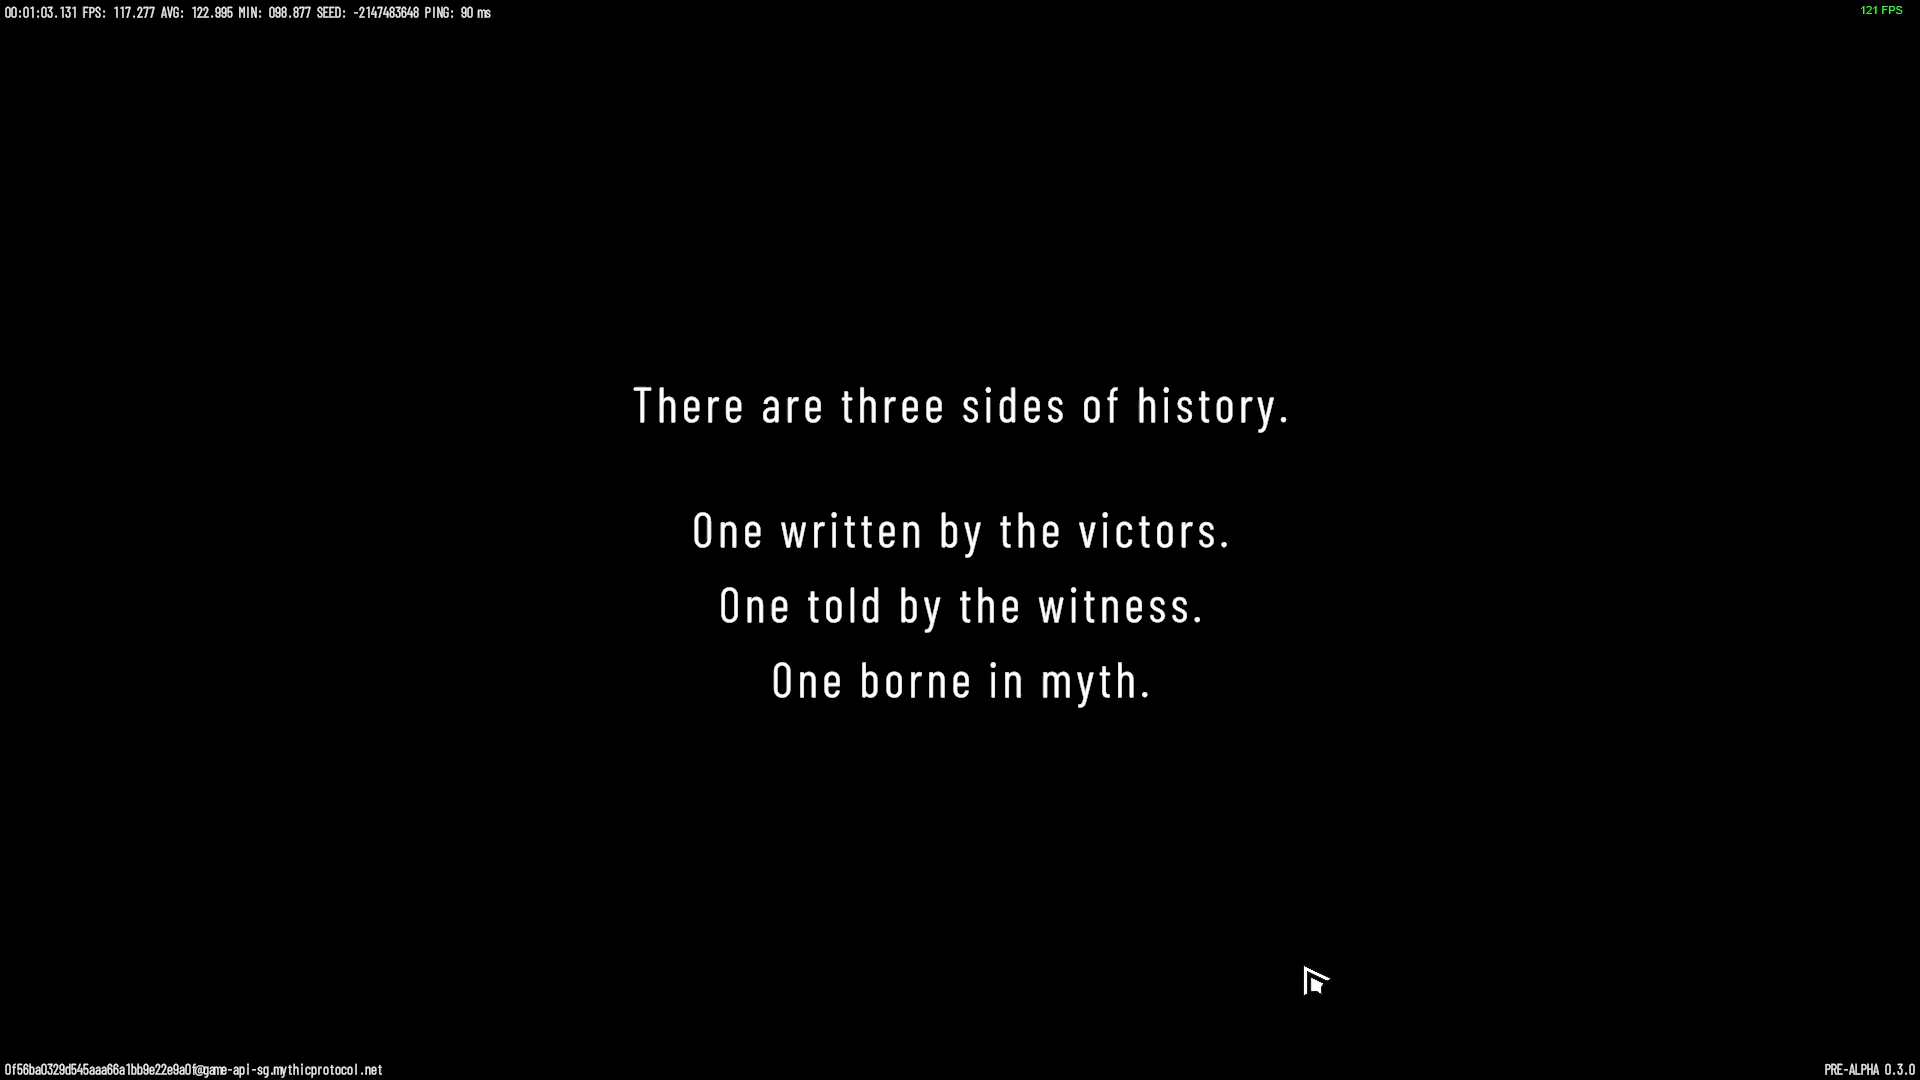 00:01:03.131 FPS: 117.277 AVG: 122.995 MIN: 098.877 SEED: -2147483648 PING: 90 ms
121 FPS
There are three sides of history.
One written by the victors.
One told by the witness.
One borne in myth.
0f56ba0329d545aaa66a1bb9e22e9a0f@game-api-sg.mythicprotocol.net
PRE-ALPHA 0.3.0